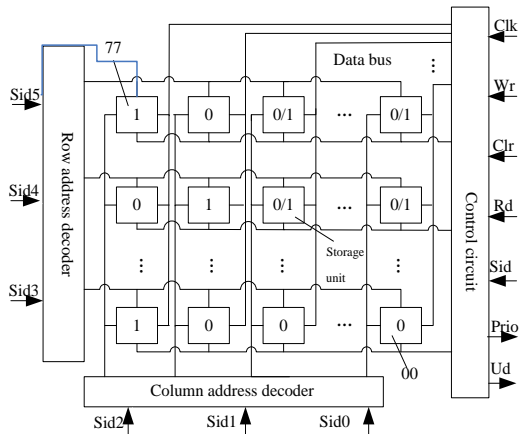 Clk
77
Data bus
⋮
Sid5
Wr
1 0 0/1 ... 0/1
Clr
Row address decoder
Control circuit
Sid4
0 1 0/1 ... 0/1
Rd
Storage
unit
⋮ ⋮ ⋮ ⋮
Sid
Sid3
1 0 0 ... 0
Prio
00
Ud
Column address decoder
Sid2 Sid1 Sid0